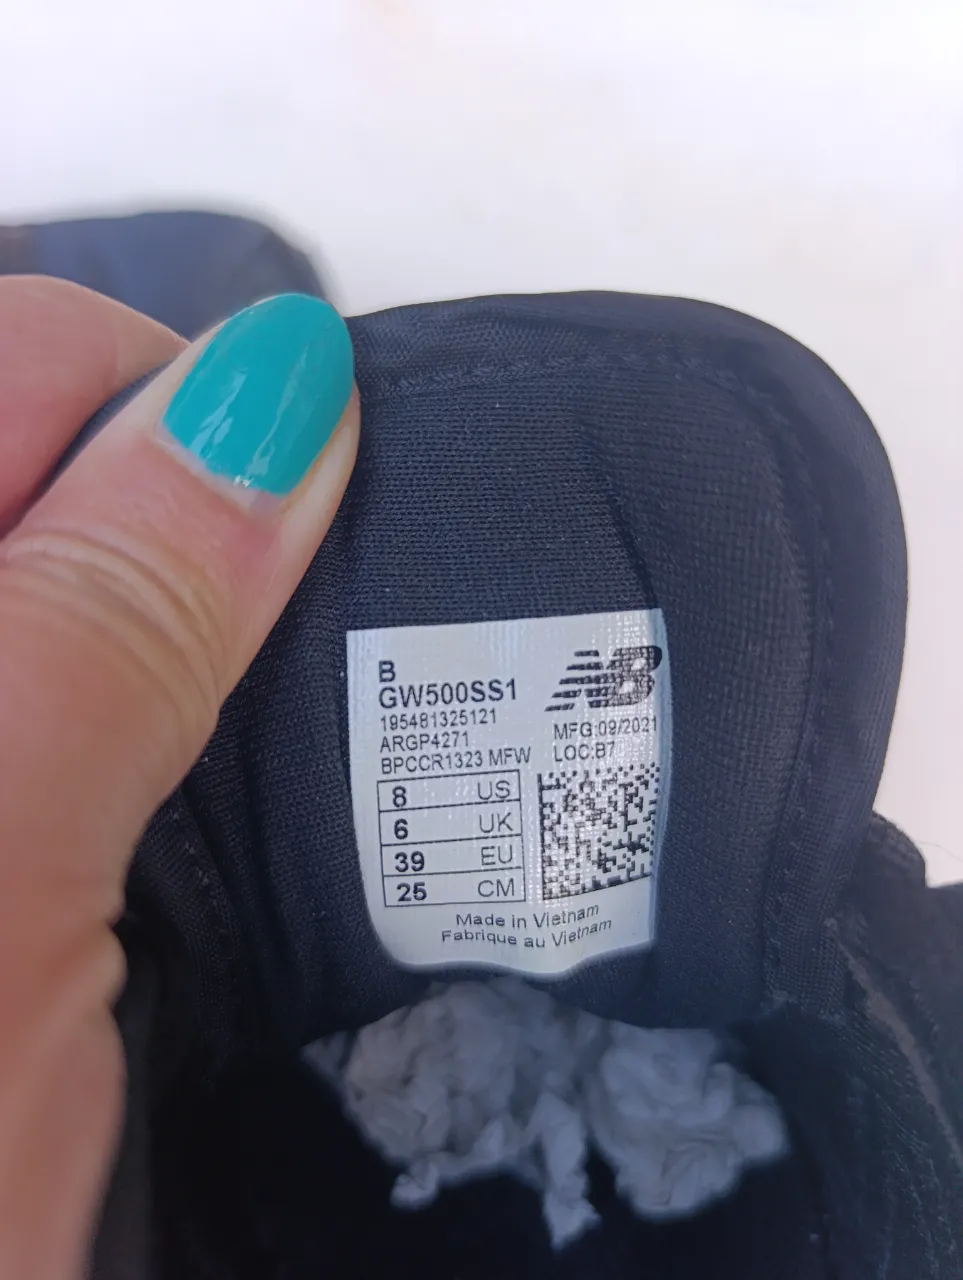 B
GW500SS1
195481325121
ARGP4271
BPCCR1323 MFW
NB
MFG:09/2021
LOC:B7
8 US
6 UK
39 EU
25 CM
Made in Vietnam
Fabrique au Vietnam